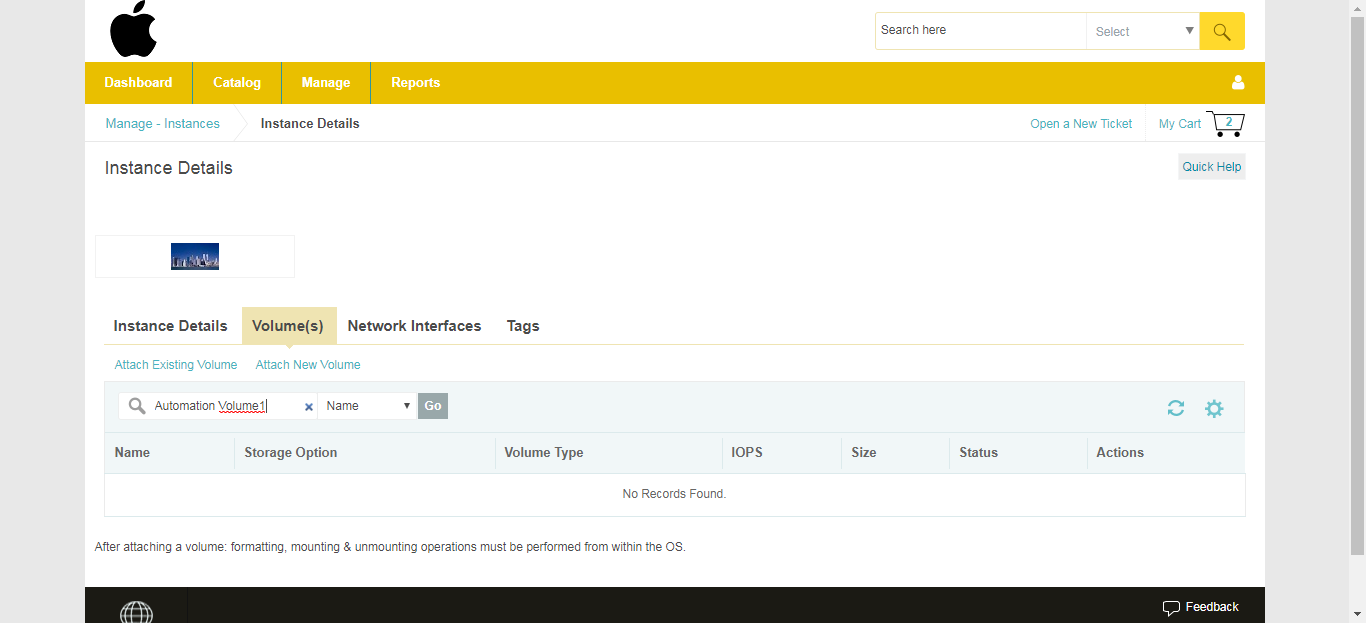 Search here Select
Dashboard Catalog Manage Reports
Manage - Instances Instance Details Open a New Ticket My Cart 2
Instance Details Quick Help
Instance Details Volume(s) Network Interfaces Tags
Attach Existing Volume Attach New Volume
Automation Volume1 Name Go
Name Storage Option Volume Type IOPS Size Status Actions
No Records Found.
After attaching a volume: formatting, mounting & unmounting operations must be performed from within the OS.
Feedback